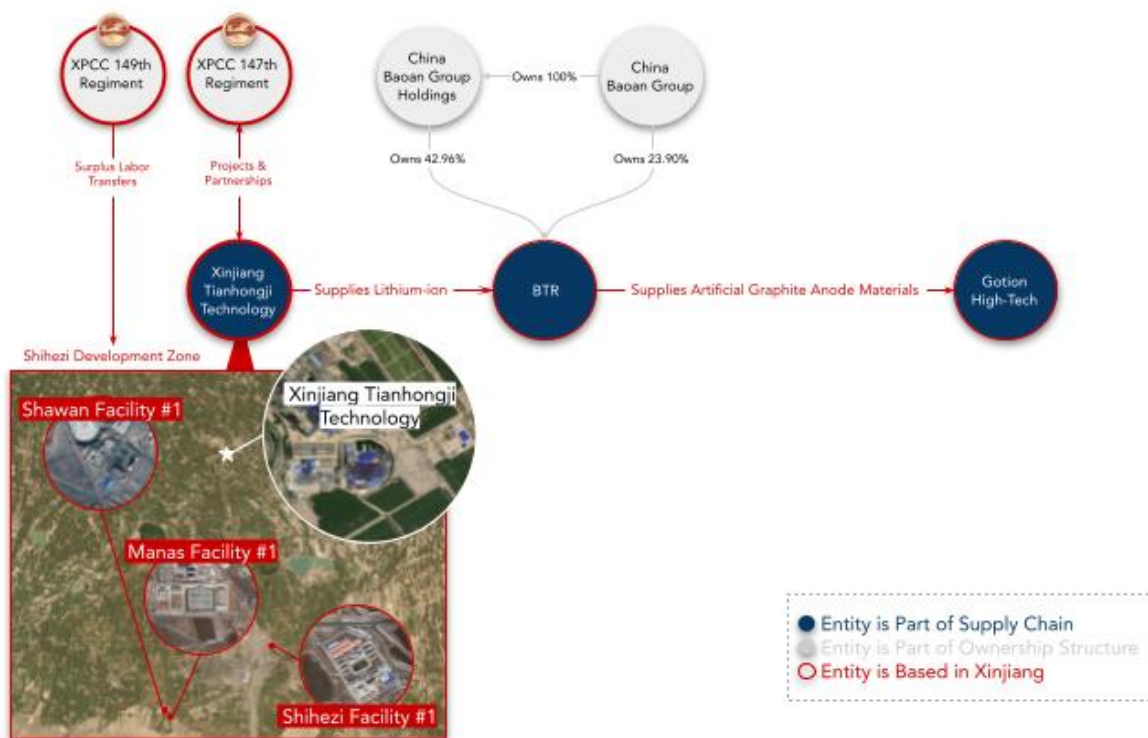 XPCC 149th
Regiment
XPCC 147th
Regiment
China
Baoan Group
Holdings
Owns 100%
China
Baoan Group
Surplus Labor
Transfers
Projects &
Partnerships
Owns 42.96%
Owns 23.90%
Xinjiang
Tianhongji
Technology
Supplies Lithium-ion
BTR
Supplies Artificial Graphite Anode Materials
Gotion
High-Tech
Shihezi Development Zone
Shawan Facility #1
Xinjiang Tianhongji
Technology
Manas Facility #1
Shihezi Facility #1
Entity is Part of Supply Chain
Entity is Part of Ownership Structure
Entity is Based in Xinjiang